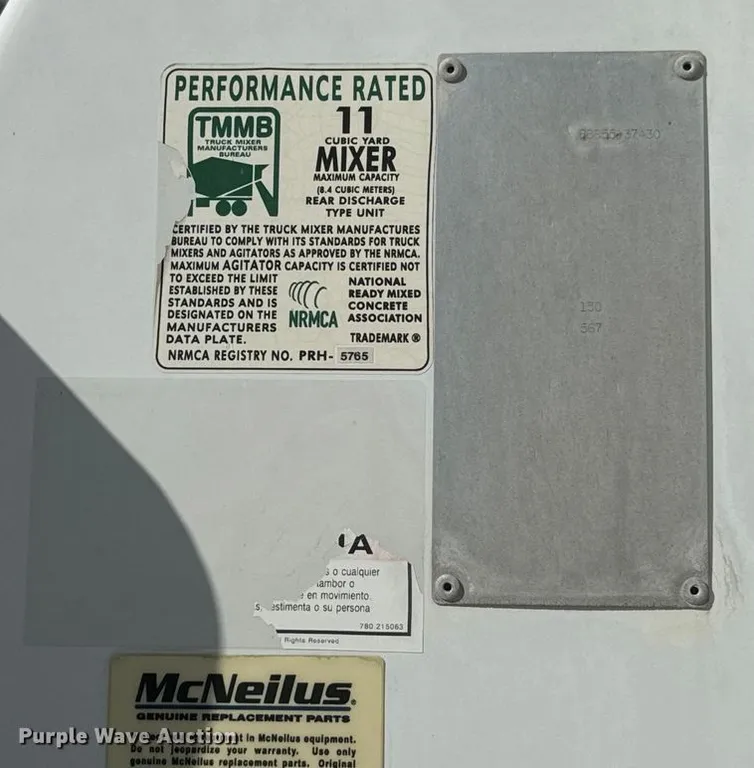 PERFORMANCE RATED
TMMB
TRUCK MIXER
MANUFACTURERS
BUREAU
11
CUBIC YARD
MIXER
MAXIMUM CAPACITY
(8.4 CUBIC METERS)
REAR DISCHARGE
TYPE UNIT
CERTIFIED BY THE TRUCK MIXER MANUFACTURES
BUREAU TO COMPLY WITH ITS STANDARDS FOR TRUCK
MIXERS AND AGITATORS AS APPROVED BY THE NRMCA.
MAXIMUM AGITATOR CAPACITY IS CERTIFIED NOT
TO EXCEED THE LIMIT
ESTABLISHED BY THESE
STANDARDS AND IS
DESIGNATED ON THE
MANUFACTURERS
DATA PLATE.
NRMCA
NATIONAL
READY MIXED
CONCRETE
ASSOCIATION
TRADEMARK ®
NRMCA REGISTRY NO. PRH- 5765
130
567
A
s o cualquier
tambor o
e en movimiento.
s, vestimenta o su persona
780.215063
Rights Reserved
McNeilus
GENUINE REPLACEMENT PARTS
t in McNeilus equipment.
Do not jeopardize your warranty. Use only
genuine McNeilus replacement parts. Original
Purple Wave Auction